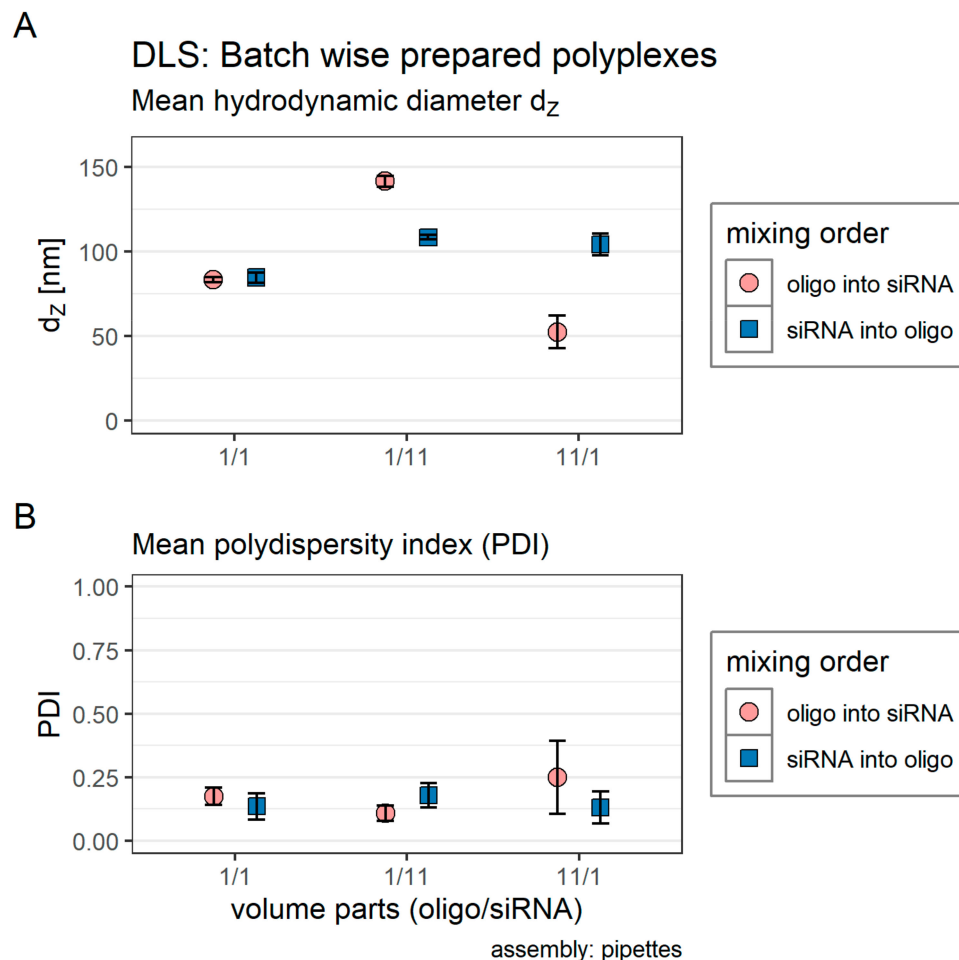 A
DLS: Batch wise prepared polyplexes
Mean hydrodynamic diameter dz
150
100
50
0
dz [nm]
1/1
1/11
11/1
mixing order
oligo into siRNA
siRNA into oligo
B
Mean polydispersity index (PDI)
1.00
0.75
0.50
0.25
0.00
PDI
1/1
1/11
11/1
volume parts (oligo/siRNA)
assembly: pipettes
mixing order
oligo into siRNA
siRNA into oligo